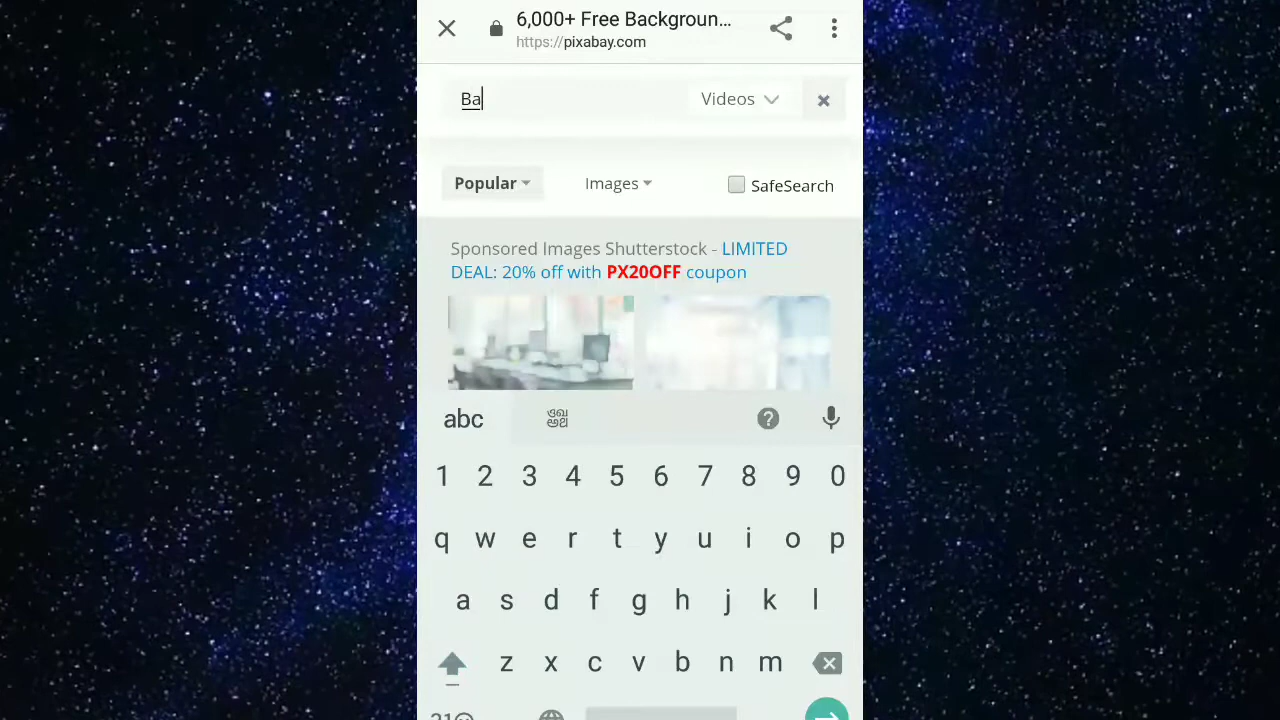 6,000+ Free Backgroun...
https://pixabay.com
Ba
Videos
Popular
Images
SafeSearch
Sponsored Images Shutterstock - LIMITED
DEAL: 20% off with PX20OFF coupon
abc
1 2 3 4 5 6 7 8 9 0
q w e r t y u i o p
a s d f g h j k l
z x c v b n m